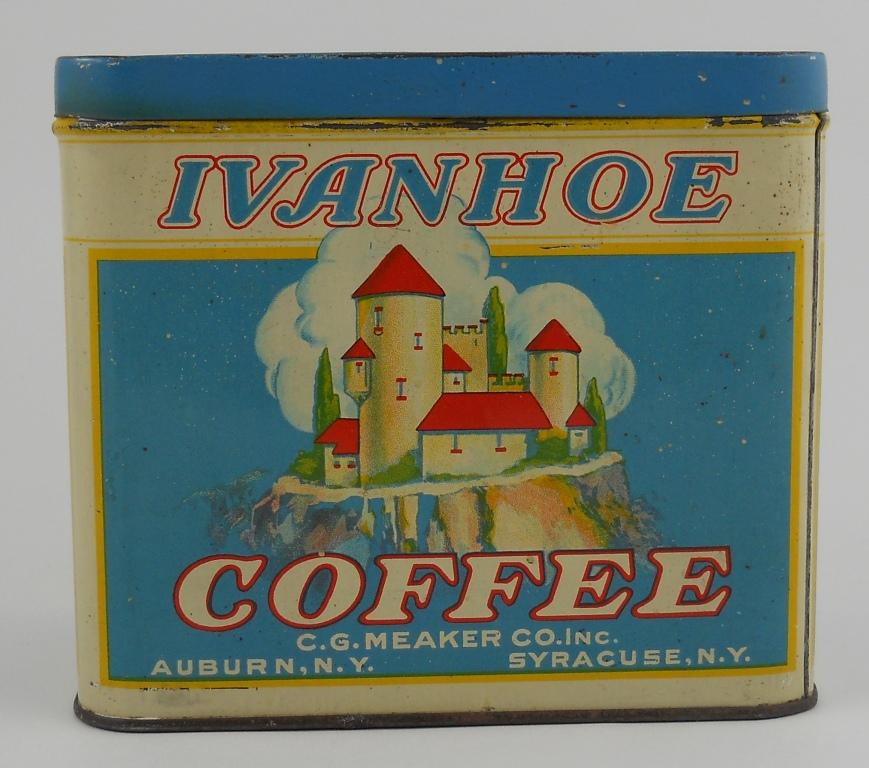 IVANHOE
COFFEE
C.G. MEAKER CO. INC.
AUBURN, N.Y. SYRACUSE, N.Y.